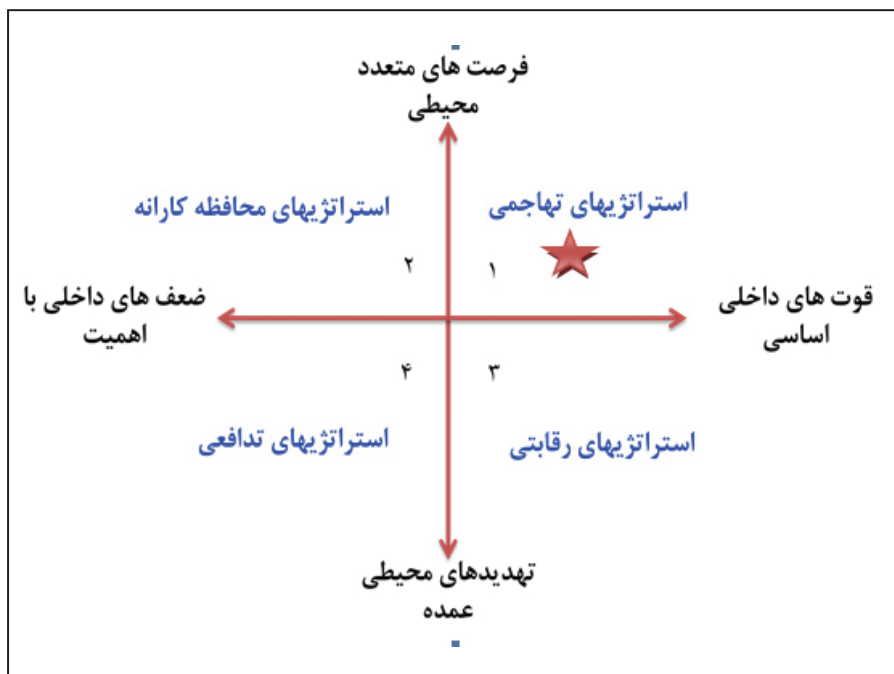 فرصت های متعدد
محیطی
استراتژیهای تهاجمی
استراتژیهای محافظه کارانه
۱
۲
قوت های داخلی
اساسی
ضعف های داخلی با
اهمیت
۳
۴
استراتژیهای رقابتی
استراتژیهای تدافعی
تهدیدهای محیطی
عمده